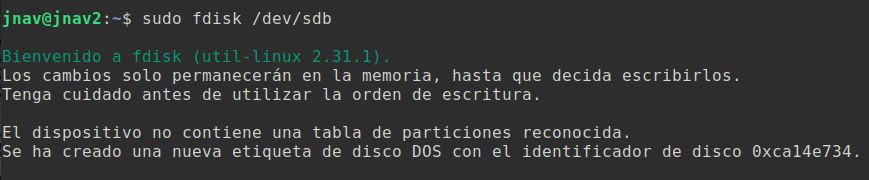 jnav@jnav2:~$ sudo fdisk /dev/sdb
Bienvenido a fdisk (util-linux 2.31.1).
Los cambios solo permanecerán en la memoria, hasta que decida escribirlos.
Tenga cuidado antes de utilizar la orden de escritura.
El dispositivo no contiene una tabla de particiones reconocida.
Se ha creado una nueva etiqueta de disco DOS con el identificador de disco 0xca14e734.